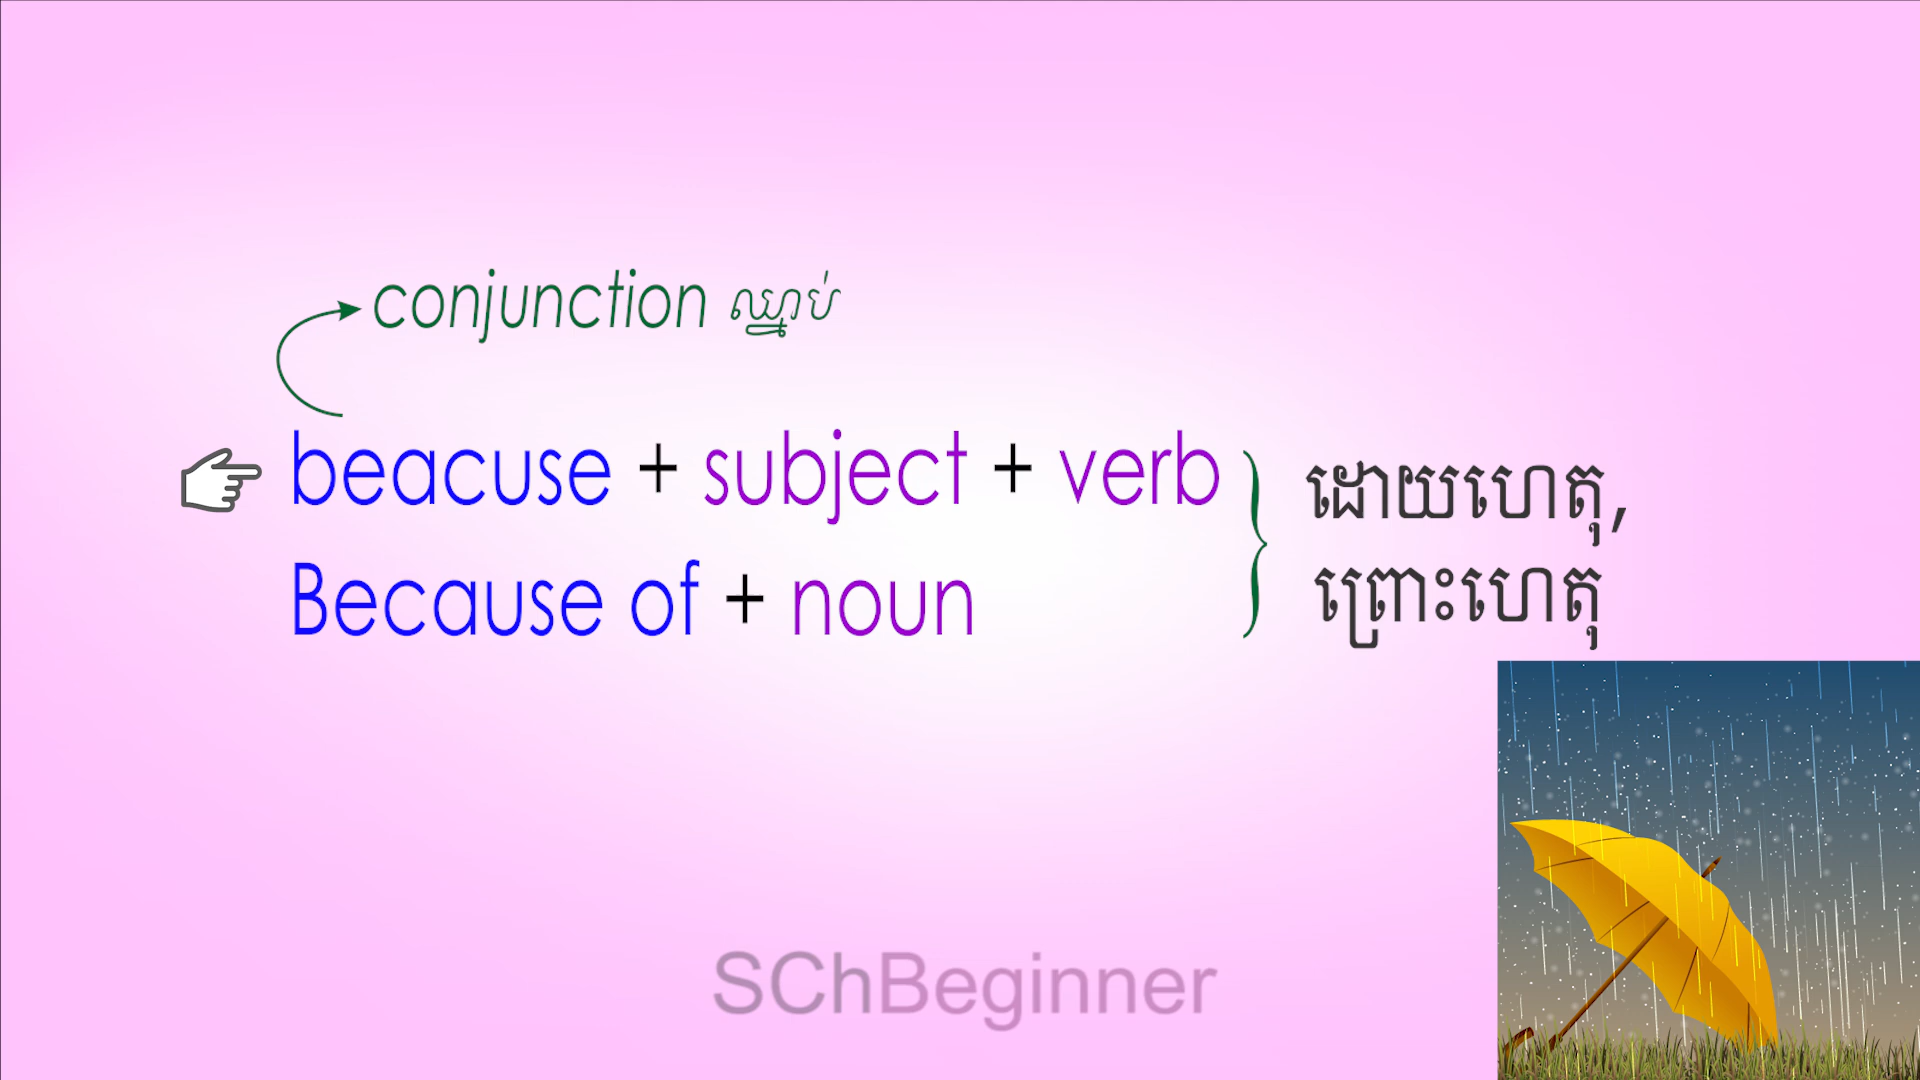 conjunction ឈ្នាប់
beacuse + subject + verb
Because of + noun
ដោយហេតុ,
ព្រោះហេតុ
SChBeginner